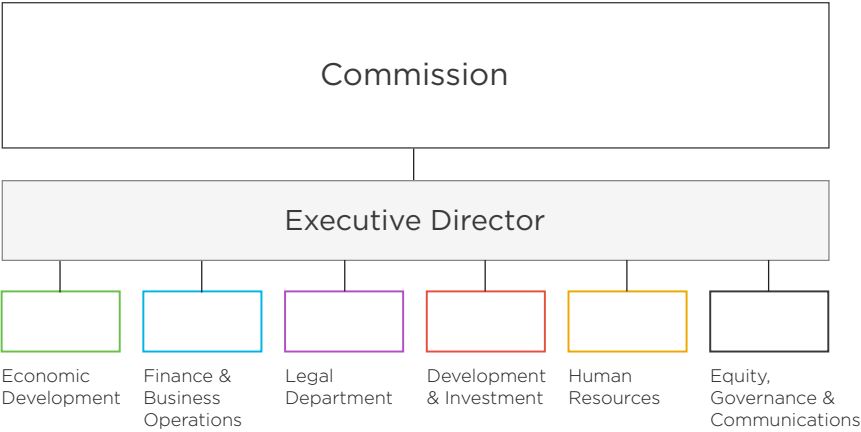 Commission
Executive Director
Economic
Development
Finance &
Business
Operations
Legal
Department
Development
& Investment
Human
Resources
Equity,
Governance &
Communications